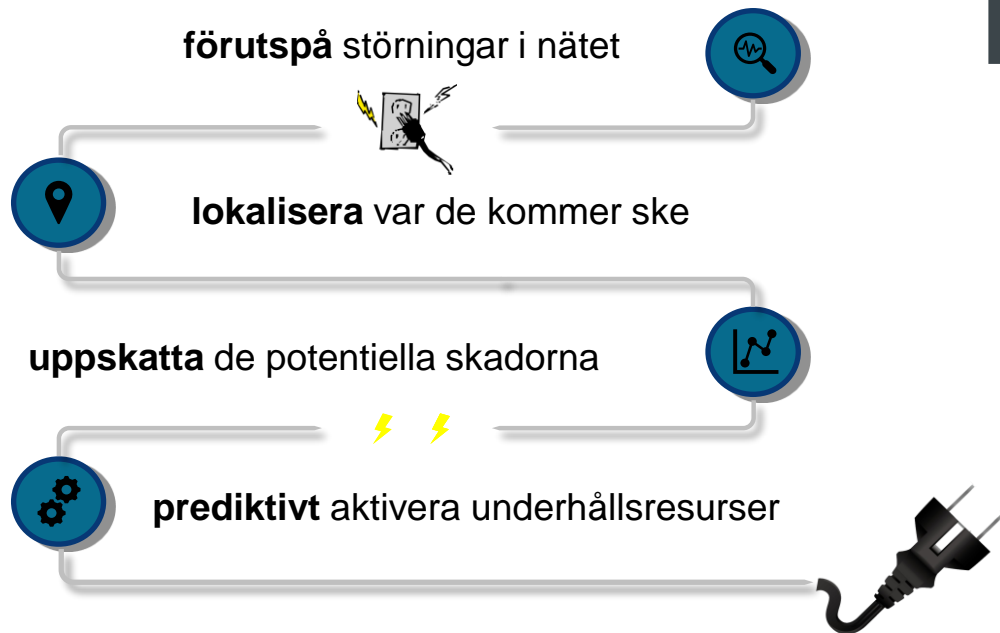 förutspå störningar i nätet
lokalisera var de kommer ske
uppskatta de potentiella skadorna
prediktivt aktivera underhållsresurser